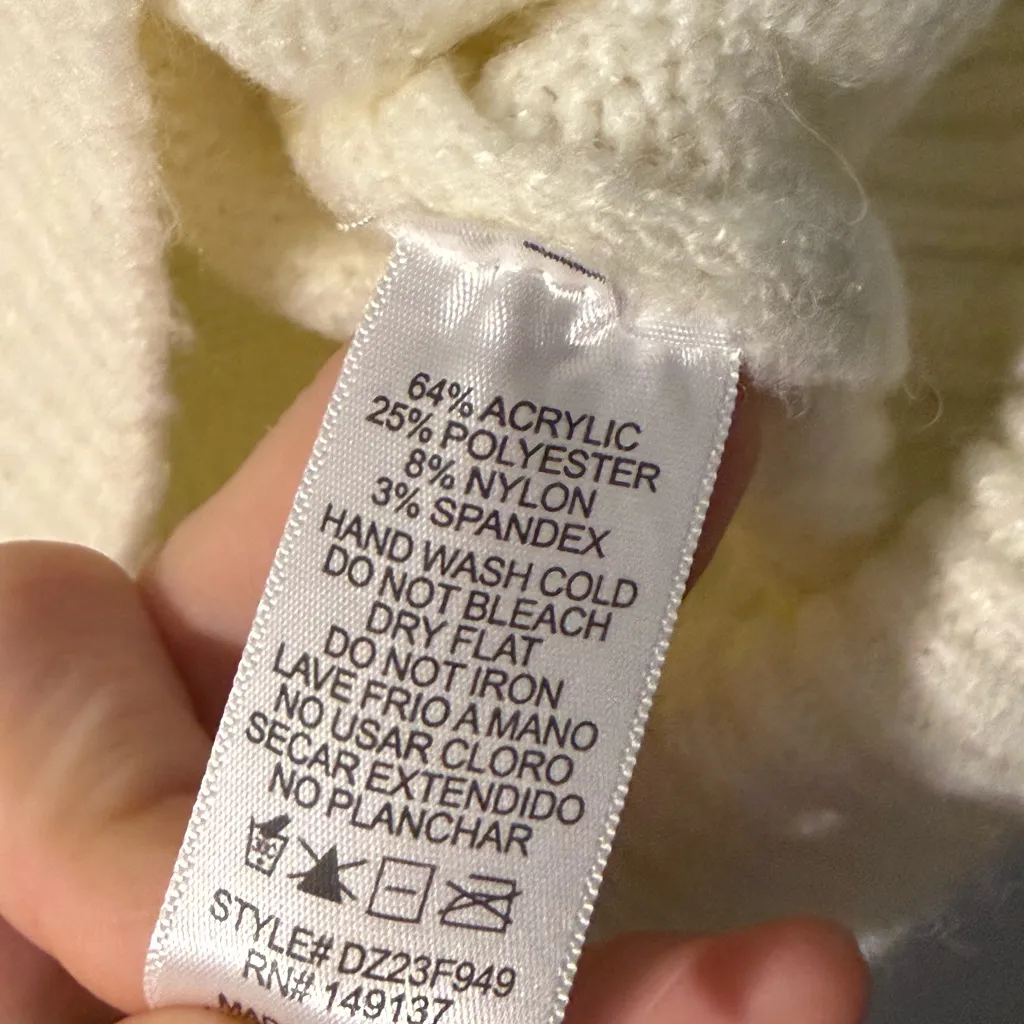 64% ACRYLIC
25% POLYESTER
8% NYLON
3% SPANDEX
HAND WASH COLD
DO NOT BLEACH
DRY FLAT
DO NOT IRON
LAVE FRIO A MANO
NO USAR CLORO
SECAR EXTENDIDO
NO PLANCHAR
STYLE# DZ23F949
RN# 149137